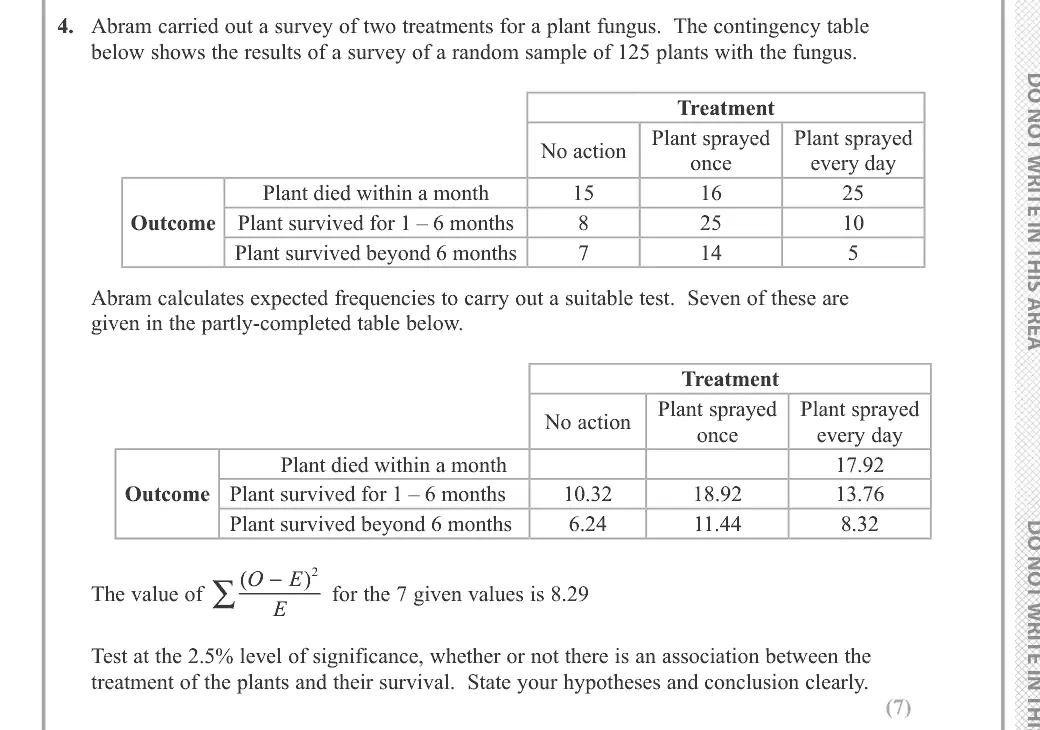 4. Abram carried out a survey of two treatments for a plant fungus. The contingency table
below shows the results of a survey of a random sample of 125 plants with the fungus.
Treatment
No action Plant sprayed once Plant sprayed every day
Outcome Plant died within a month 15 16 25
Plant survived for 1 – 6 months 8 25 10
Plant survived beyond 6 months 7 14 5
Abram calculates expected frequencies to carry out a suitable test. Seven of these are
given in the partly-completed table below.
Treatment
No action Plant sprayed once Plant sprayed every day
Outcome Plant died within a month 17.92
Plant survived for 1 – 6 months 10.32 18.92 13.76
Plant survived beyond 6 months 6.24 11.44 8.32
The value of ∑ (O – E)²/E for the 7 given values is 8.29
Test at the 2.5% level of significance, whether or not there is an association between the
treatment of the plants and their survival. State your hypotheses and conclusion clearly.
(7)
DO NOT WRITE IN THIS AREA
DO NOT WRITE IN THI